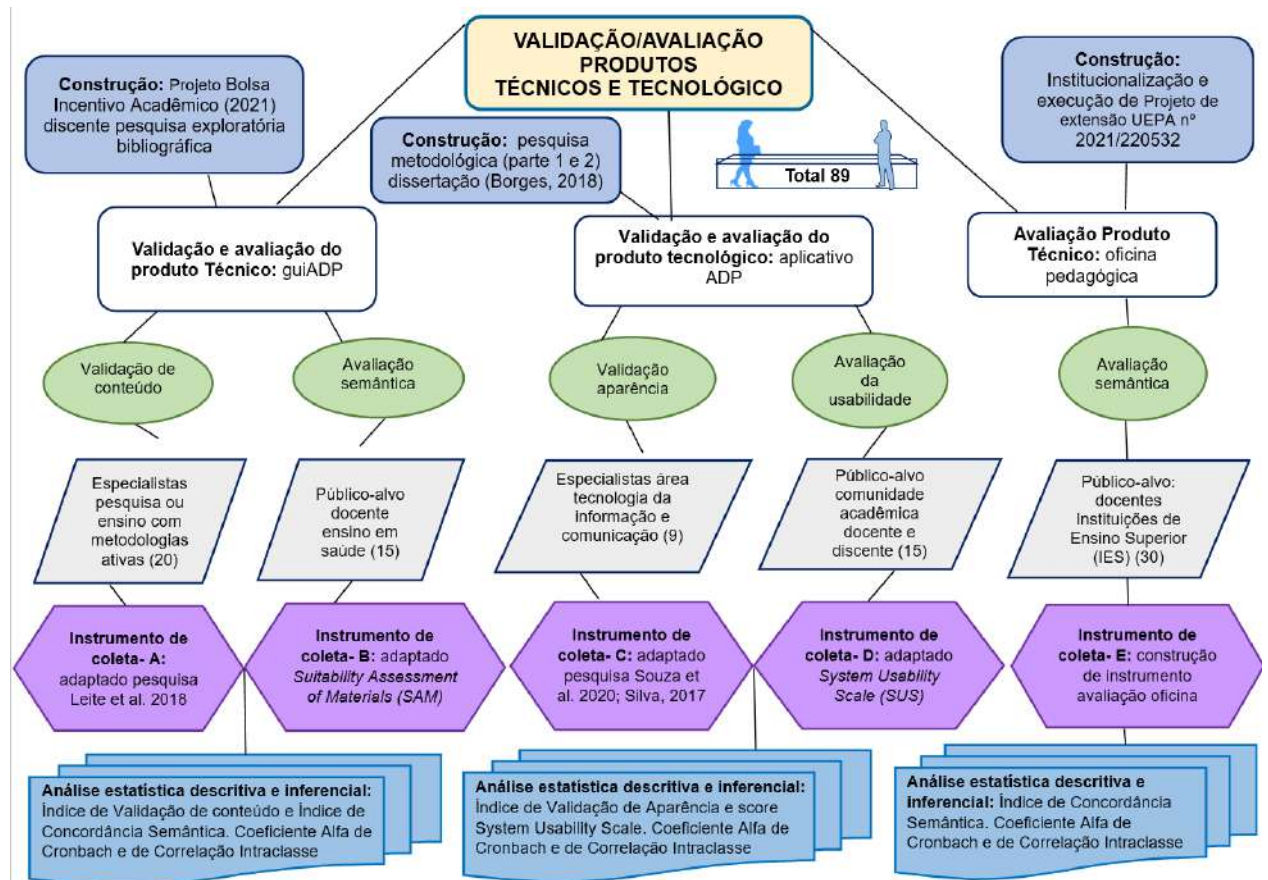 VALIDAÇÃO/AVALIAÇÃO
PRODUTOS
TÉCNICOS E TECNOLÓGICO
Construção: Projeto Bolsa
Incentivo Acadêmico (2021)
discente pesquisa exploratória
bibliográfica
Construção: pesquisa
metodológica (parte 1 e 2)
dissertação (Borges, 2018)
Total 89
Construção:
Institucionalização e
execução de Projeto de
extensão UEPA nº
2021/220532
Validação e avaliação do
produto Técnico: guiADP
Validação e avaliação do
produto tecnológico: aplicativo
ADP
Avaliação Produto
Técnico: oficina
pedagógica
Validação de
conteúdo
Avaliação
semântica
Validação
aparência
Avaliação
da
usabilidade
Avaliação
semântica
Especialistas
pesquisa ou
ensino com
metodologias
ativas (20)
Público-alvo
docente
ensino em
saúde (15)
Especialistas área
tecnologia da
informação e
comunicação (9)
Público-alvo
comunidade
acadêmica
docente e
discente (15)
Público-alvo:
docentes
Instituições de
Ensino Superior
(IES) (30)
Instrumento de
coleta- A:
adaptado pesquisa
Leite et al. 2018
Instrumento de
coleta- B: adaptado
Suitability Assessment
of Materials (SAM)
Instrumento de
coleta- C: adaptado
pesquisa Souza et
al. 2020; Silva, 2017
Instrumento de
coleta- D: adaptado
System Usability
Scale (SUS)
Instrumento de
coleta- E: construção
de instrumento
avaliação oficina
Análise estatística descritiva e inferencial:
Índice de Validação de conteúdo e Índice de
Concordância Semântica. Coeficiente Alfa de
Cronbach e de Correlação Intraclasse
Análise estatística descritiva e inferencial:
Índice de Validação de Aparência e score
System Usability Scale. Coeficiente Alfa de
Cronbach e de Correlação Intraclasse
Análise estatística descritiva e
inferencial: Índice de Concordância
Semântica. Coeficiente Alfa de
Cronbach e de Correlação Intraclasse